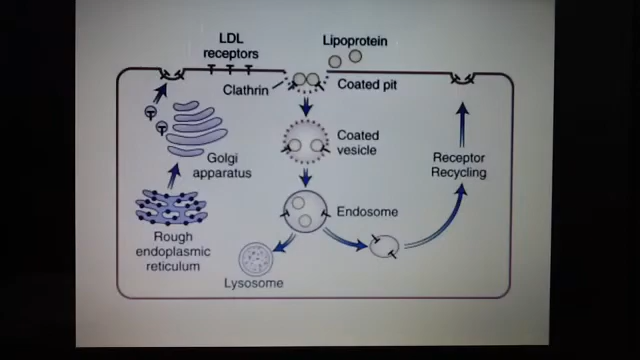 LDL
receptors
Lipoprotein
Clathrin
Coated pit
Coated
vesicle
Golgi
apparatus
Receptor
Recycling
Endosome
Rough
endoplasmic
reticulum
Lysosome